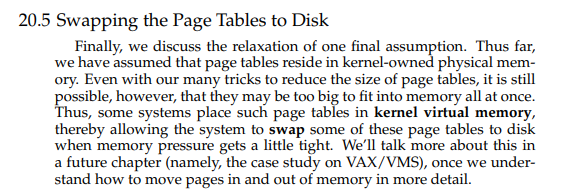 20.5 Swapping the Page Tables to Disk
Finally, we discuss the relaxation of one final assumption. Thus far,
we have assumed that page tables reside in kernel-owned physical mem-
ory. Even with our many tricks to reduce the size of page tables, it is still
possible, however, that they may be too big to fit into memory all at once.
Thus, some systems place such page tables in kernel virtual memory,
thereby allowing the system to swap some of these page tables to disk
when memory pressure gets a little tight. We'll talk more about this in
a future chapter (namely, the case study on VAX/VMS), once we under-
stand how to move pages in and out of memory in more detail.